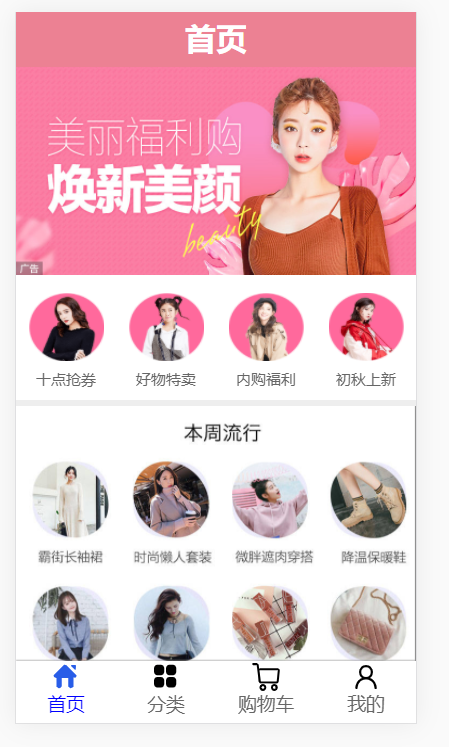 首页
美丽福利购
焕新美颜
beauty
广告
十点抢券 好物特卖 内购福利 初秋上新
本周流行
霸街长袖裙 时尚懒人套装 微胖遮肉穿搭 降温保暖鞋
首页 分类 购物车 我的